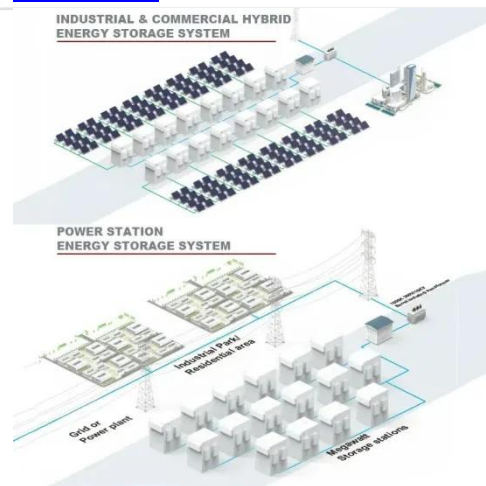 INDUSTRIAL & COMMERCIAL HYBRID
ENERGY STORAGE SYSTEM
POWER STATION
ENERGY STORAGE SYSTEM
Industrial Park/
Residential area
Grid or
Power plant
Megawatt
Storage stations